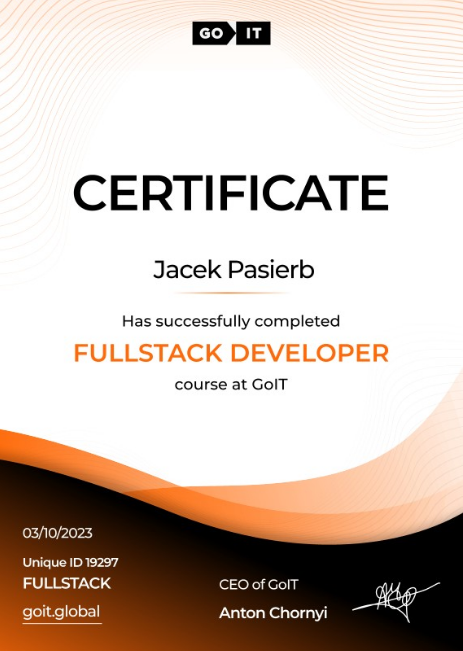 GO IT
CERTIFICATE
Jacek Pasierb
Has successfully completed
FULLSTACK DEVELOPER
course at GoIT
03/10/2023
Unique ID 19297
FULLSTACK
goit.global
CEO of GoIT
Anton Chornyi